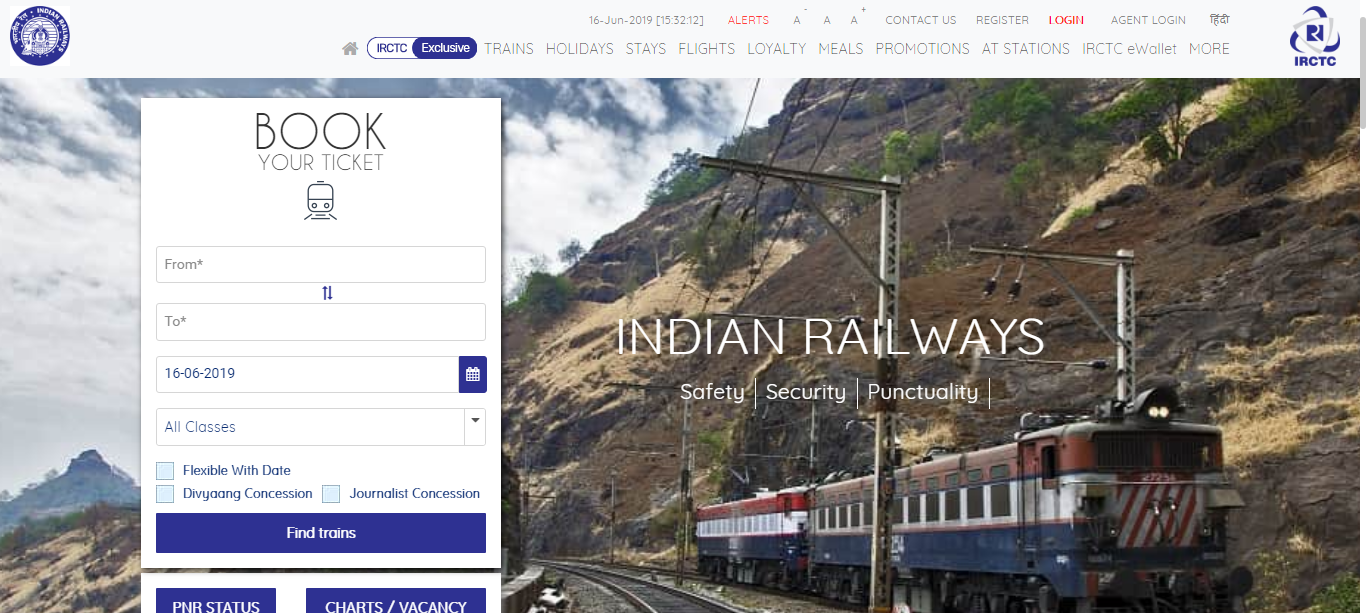 भारतीय रेल INDIAN RAILWAYS
16-Jun-2019 [15:32:12] ALERTS A- A A+ CONTACT US REGISTER LOGIN AGENT LOGIN हिंदी
IRCTC Exclusive TRAINS HOLIDAYS STAYS FLIGHTS LOYALTY MEALS PROMOTIONS AT STATIONS IRCTC eWallet MORE
IRCTC
BOOK
YOUR TICKET
From*
To*
16-06-2019
All Classes
Flexible With Date
Divyaang Concession Journalist Concession
Find trains
PNR STATUS CHARTS / VACANCY
INDIAN RAILWAYS
Safety Security Punctuality